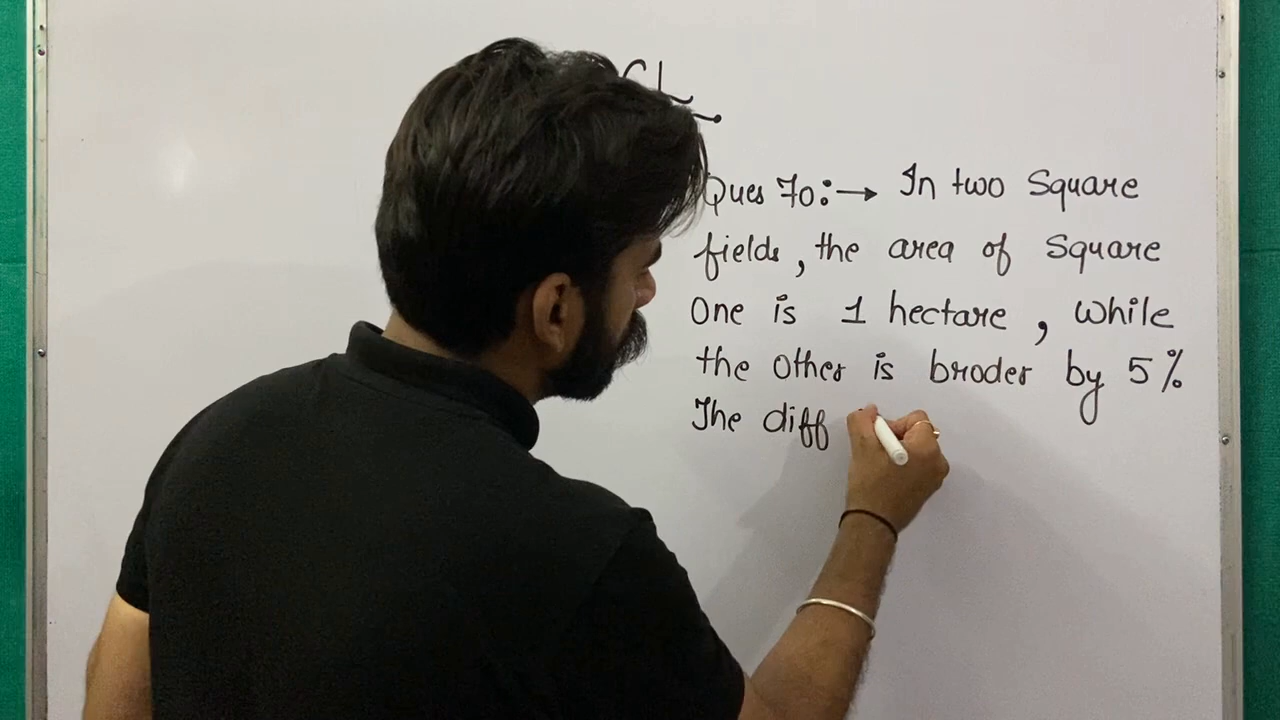 Ques 70:→ In two Square
fields, the area of Square
One is 1 hectare, while
the Other is broder by 5%
The diff